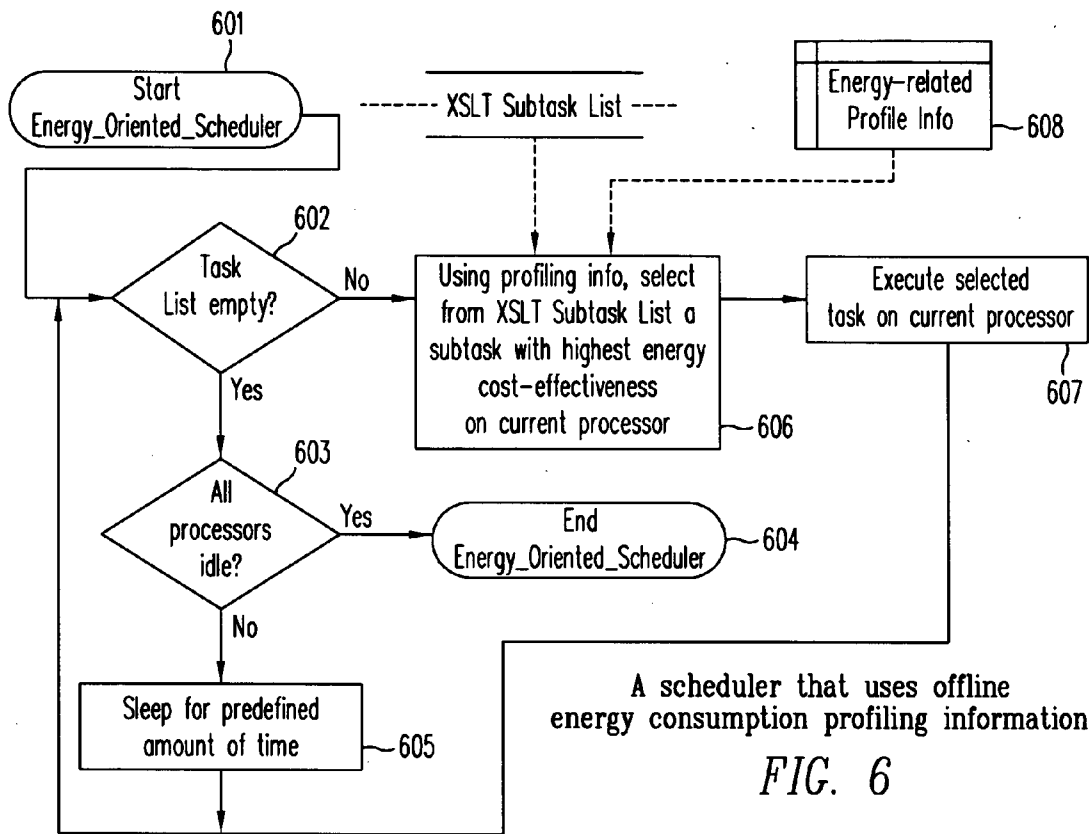 601
Start
Energy_Oriented_Scheduler
XSLT Subtask List
Energy-related
Profile Info
608
602
Task
List empty?
No
Yes
Using profiling info, select
from XSLT Subtask List a
subtask with highest energy
cost-effectiveness
on current processor
606
Execute selected
task on current processor
607
603
All
processors
idle?
Yes
No
End
Energy_Oriented_Scheduler
604
Sleep for predefined
amount of time
605
A scheduler that uses offline
energy consumption profiling information
FIG. 6